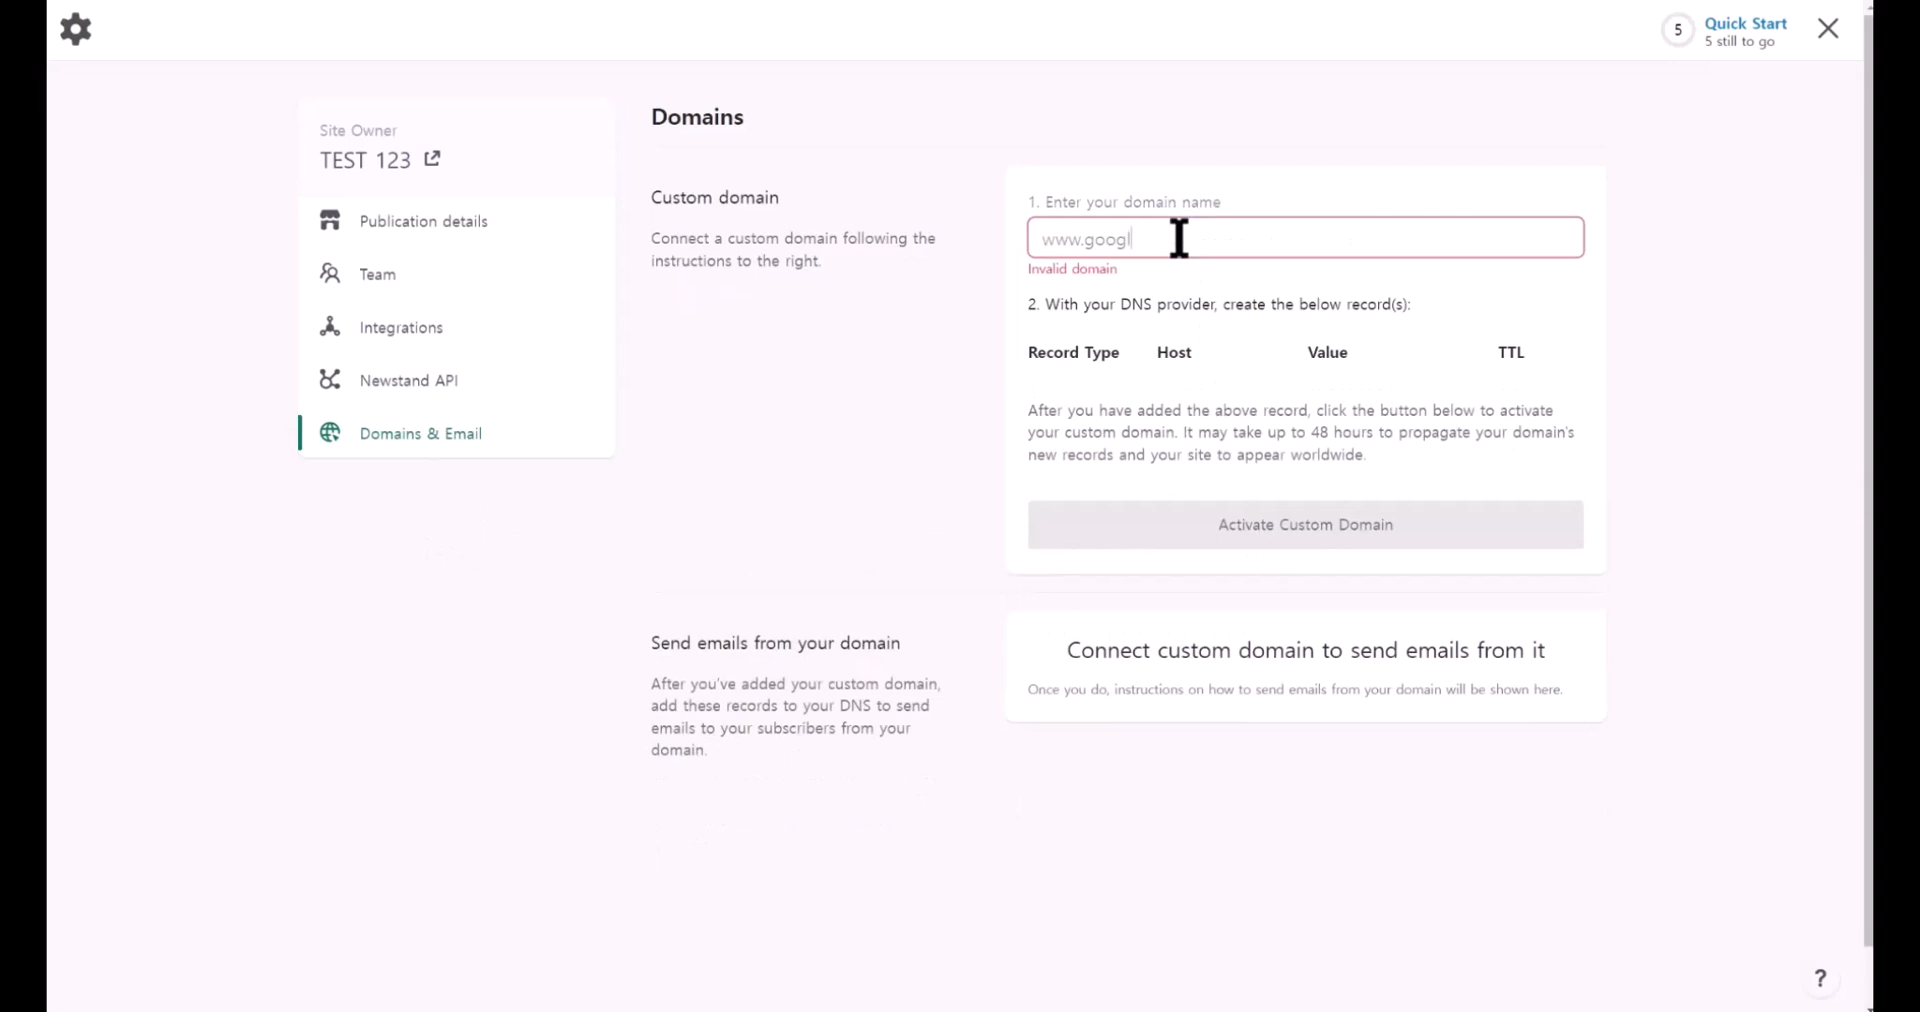 5
Quick Start
5 still to go
Site Owner
TEST 123
Publication details
Team
Integrations
Newstand API
Domains & Email
Domains
Custom domain
Connect a custom domain following the
instructions to the right.
1. Enter your domain name
www.googl
Invalid domain
2. With your DNS provider, create the below record(s):
Record Type Host Value TTL
After you have added the above record, click the button below to activate
your custom domain. It may take up to 48 hours to propagate your domain's
new records and your site to appear worldwide.
Activate Custom Domain
Send emails from your domain
After you've added your custom domain,
add these records to your DNS to send
emails to your subscribers from your
domain.
Connect custom domain to send emails from it
Once you do, instructions on how to send emails from your domain will be shown here.
?